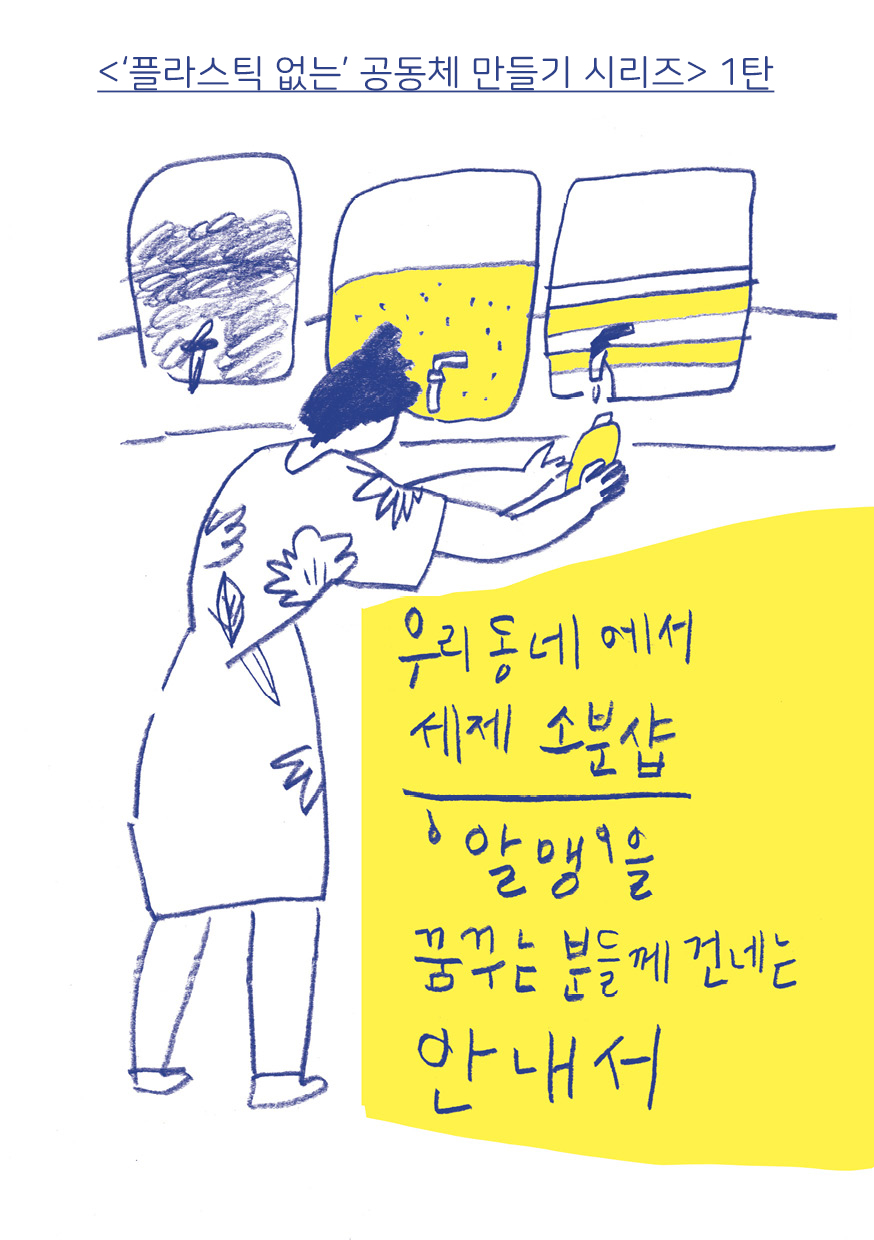 <‘플라스틱 없는’ 공동체 만들기 시리즈> 1탄
우리동네에서
세제 소분샵
‘알맹’을
꿈꾸는 분들께 건네는
안내서